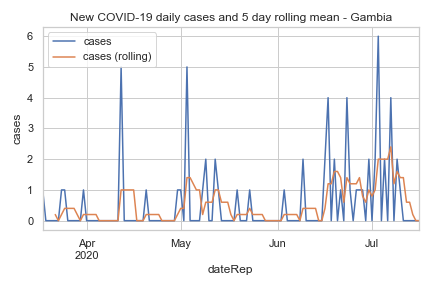 New COVID-19 daily cases and 5 day rolling mean - Gambia
cases
cases (rolling)
6
5
4
3
2
1
0
cases
Apr
2020
May
Jun
Jul
dateRep